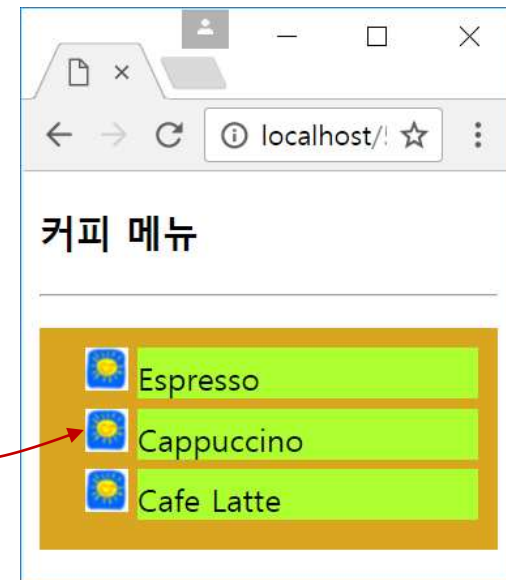 localhost/!
커피 메뉴
Espresso
Cappuccino
Cafe Latte